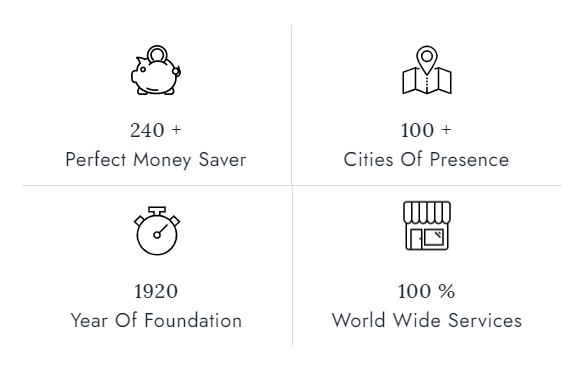 240 +
Perfect Money Saver
100 +
Cities Of Presence
1920
Year Of Foundation
100 %
World Wide Services